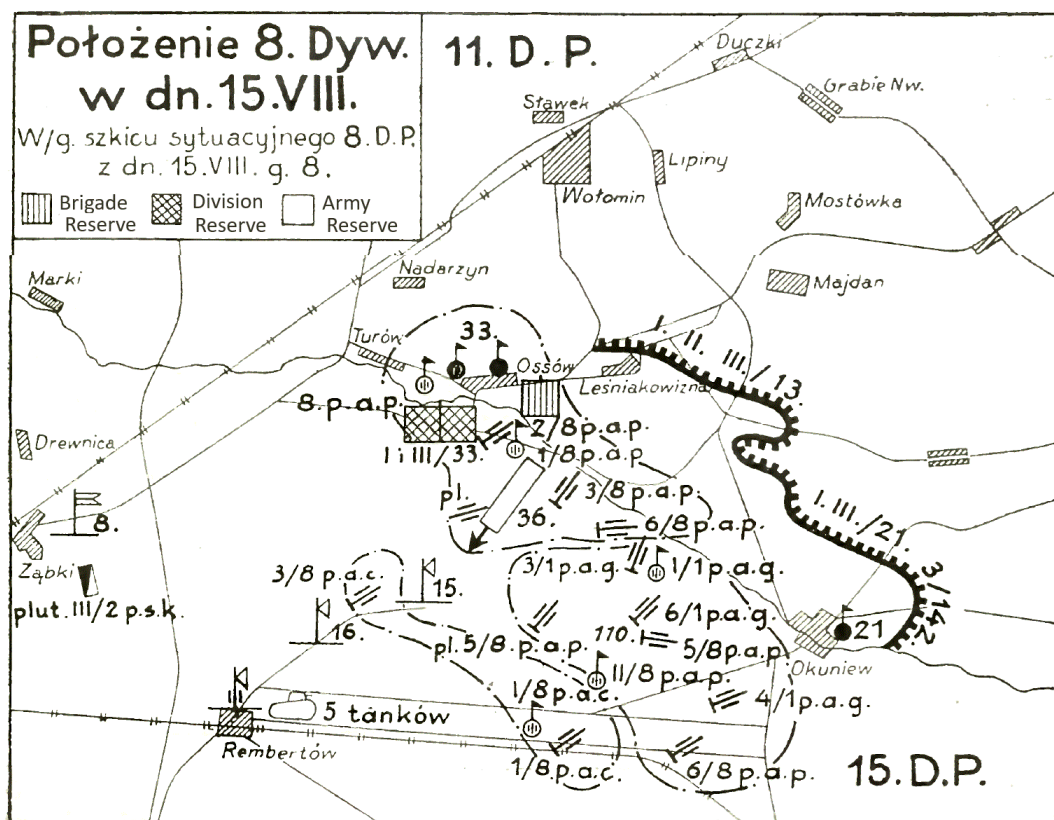 Położenie 8. Dyw.
w dn. 15.VIII.
W/g. szkicu sytuacyjnego 8. D.P.
z dn. 15.VIII. g. 8.
Brigade Reserve
Division Reserve
Army Reserve
11. D. P.
Duczki
Grabie Nw.
Sławek
Lipiny
Wołomin
Mostówka
Majdan
Nadarzyn
Marki
Turów
33.
Ossów
Leśniakowizna
I. II. III. / 13.
8. p. a. p.
2/8 p. a. p.
I i III/33.
1/8 p. a. p
Drewnica
pl.
3/8 p. a. p.
36.
6/8 p. a. p.
I. III./21.
8.
Ząbki
plut. III/2 p. s. k.
3/8 p. a. c.
15.
3/1 p. a. g.
1/1 p. a. g.
3/142.
16.
6/1 p. a. g.
110.
5/8 p. a. p
21
pl. 5/8 p. a. p.
Okuniew
II/8 p. a. p.
1/8 p. a. c.
4/1 p. a. g.
5 tanków
Rembertów
1/8 p. a. c.
6/8 p. a. p.
15. D. P.